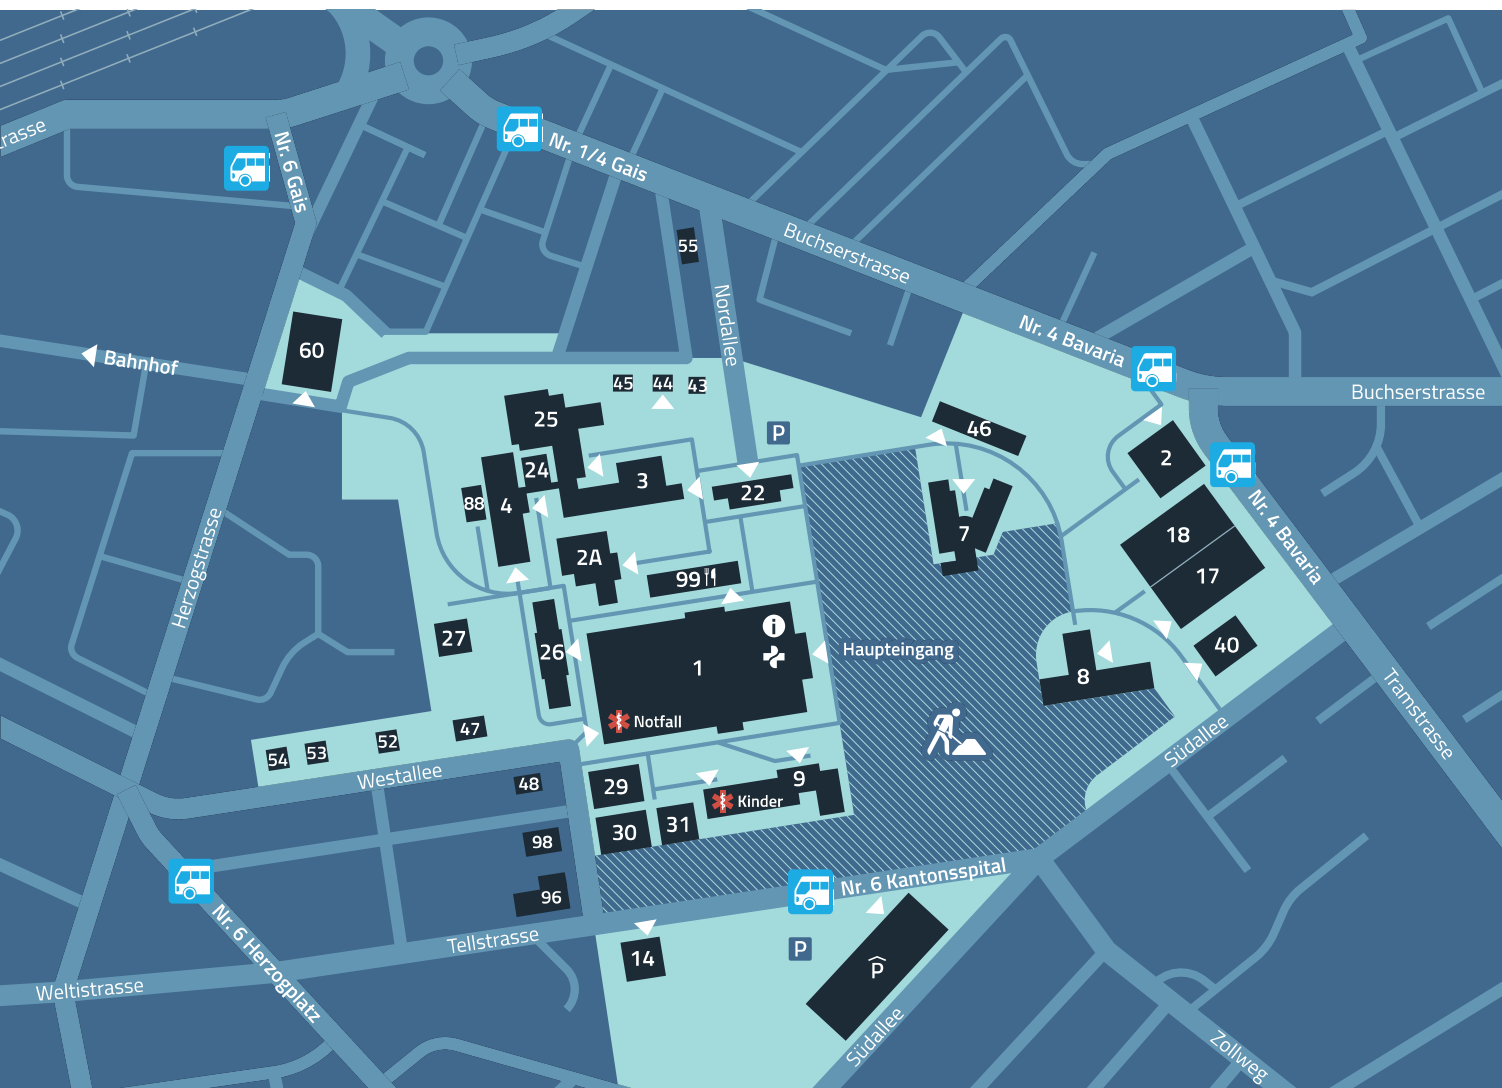 rasse
Nr. 6 Gais
Nr. 1/4 Gais
Buchserstrasse
55
Nordallee
Nr. 4 Bavaria
Buchserstrasse
Bahnhof
60
45
44
43
25
P
46
2
24
3
22
88
4
7
18
17
2A
99
Nr. 4 Bavaria
Herzogstrasse
27
26
i
1
Haupteingang
40
8
Notfall
47
52
53
54
Westallee
48
29
9
Kinder
30
31
98
96
Südallee
Tramstrasse
Nr. 6 Kantonsspital
Tellstrasse
14
P
P
Nr. 6 Herzogplatz
Weltistrasse
Südallee
Zollweg